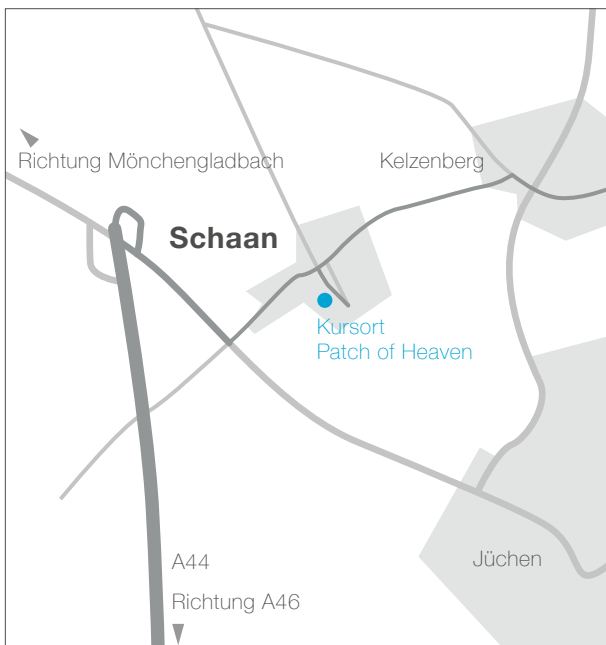 Richtung Mönchengladbach
Kelzenberg
Schaan
Kursort
Patch of Heaven
A44
Jüchen
Richtung A46